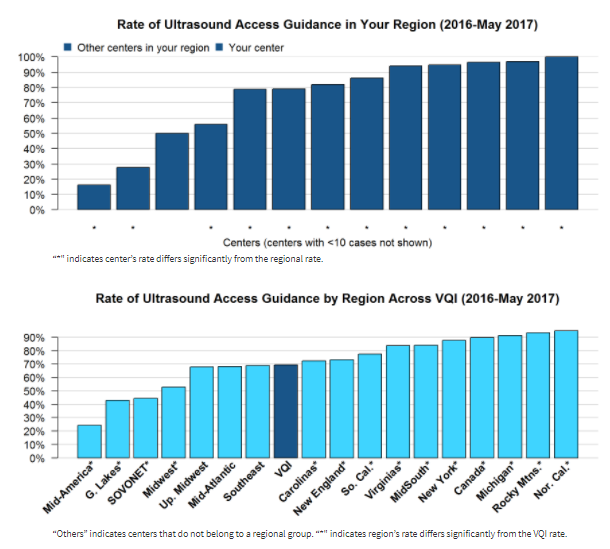 Rate of Ultrasound Access Guidance in Your Region (2016-May 2017)
Other centers in your region Your center
100%
90%
80%
70%
60%
50%
40%
30%
20%
10%
0%
* * * * * * * * * * * *
Centers (centers with <10 cases not shown)
“*” indicates center’s rate differs significantly from the regional rate.
Rate of Ultrasound Access Guidance by Region Across VQI (2016-May 2017)
90%
80%
70%
60%
50%
40%
30%
20%
10%
0%
Mid-America*
G. Lakes*
SOVONET*
Midwest*
Up. Midwest
Mid-Atlantic
Southeast
VQI
Carolinas*
New England*
So. Cal.*
Virginias*
MidSouth*
New York*
Canada*
Michigan*
Rocky Mtns.*
Nor. Cal.*
“Others” indicates centers that do not belong to a regional group. “*” indicates region’s rate differs significantly from the VQI rate.